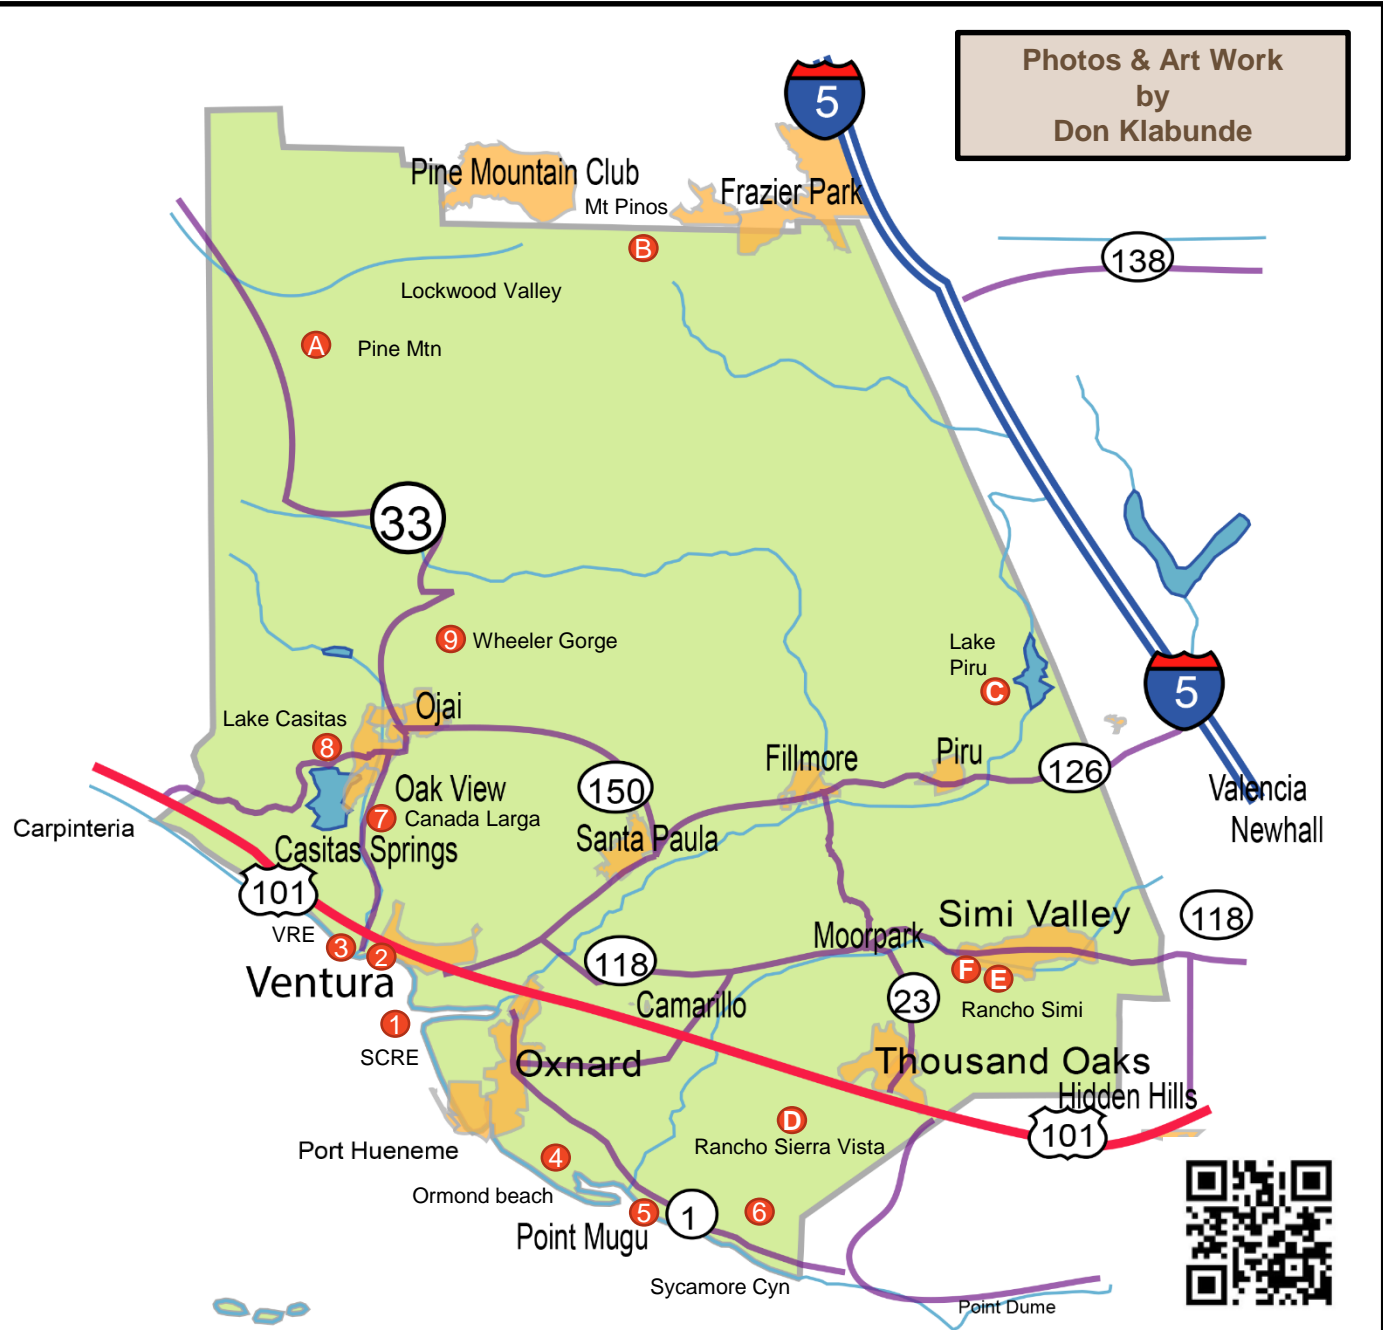 Photos & Art Work
by
Don Klabunde
5
Pine Mountain Club
Mt Pinos
Frazier Park
B
138
Lockwood Valley
A
Pine Mtn
33
9
Wheeler Gorge
Lake
Piru
C
5
Ojai
Lake Casitas
8
Fillmore
Piru
126
150
Oak View
Valencia
7
Canada Larga
Carpinteria
Santa Paula
Newhall
Casitas Springs
101
Simi Valley
118
VRE
3
2
Moorpark
118
F
E
Ventura
23
Camarillo
Rancho Simi
1
SCRE
Oxnard
Thousand Oaks
Hidden Hills
D
101
Rancho Sierra Vista
Port Hueneme
4
Ormond beach
5
1
6
Point Mugu
Sycamore Cyn
Point Dume